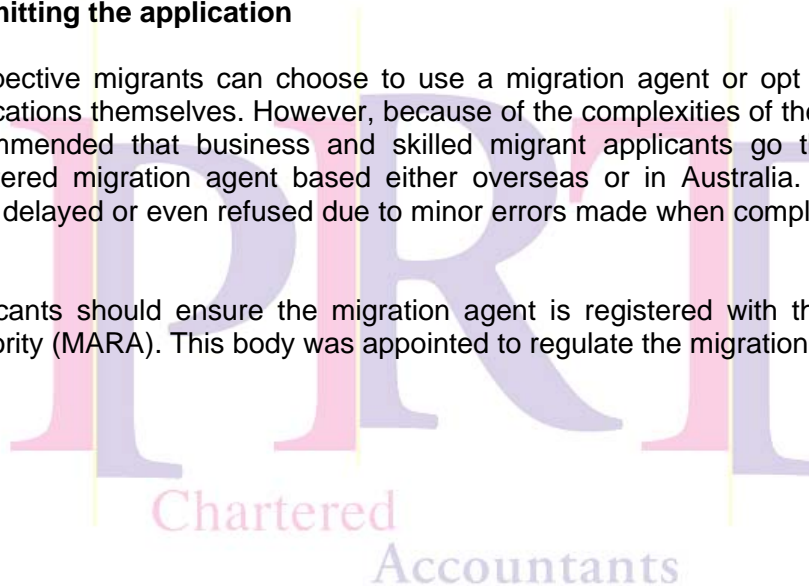 mitting the application
pective migrants can choose to use a migration agent or opt
cations themselves. However, because of the complexities of the
mmended that business and skilled migrant applicants go t
ered migration agent based either overseas or in Australia.
delayed or even refused due to minor errors made when compl
cants should ensure the migration agent is registered with th
ority (MARA). This body was appointed to regulate the migration
Chartered
Accountants